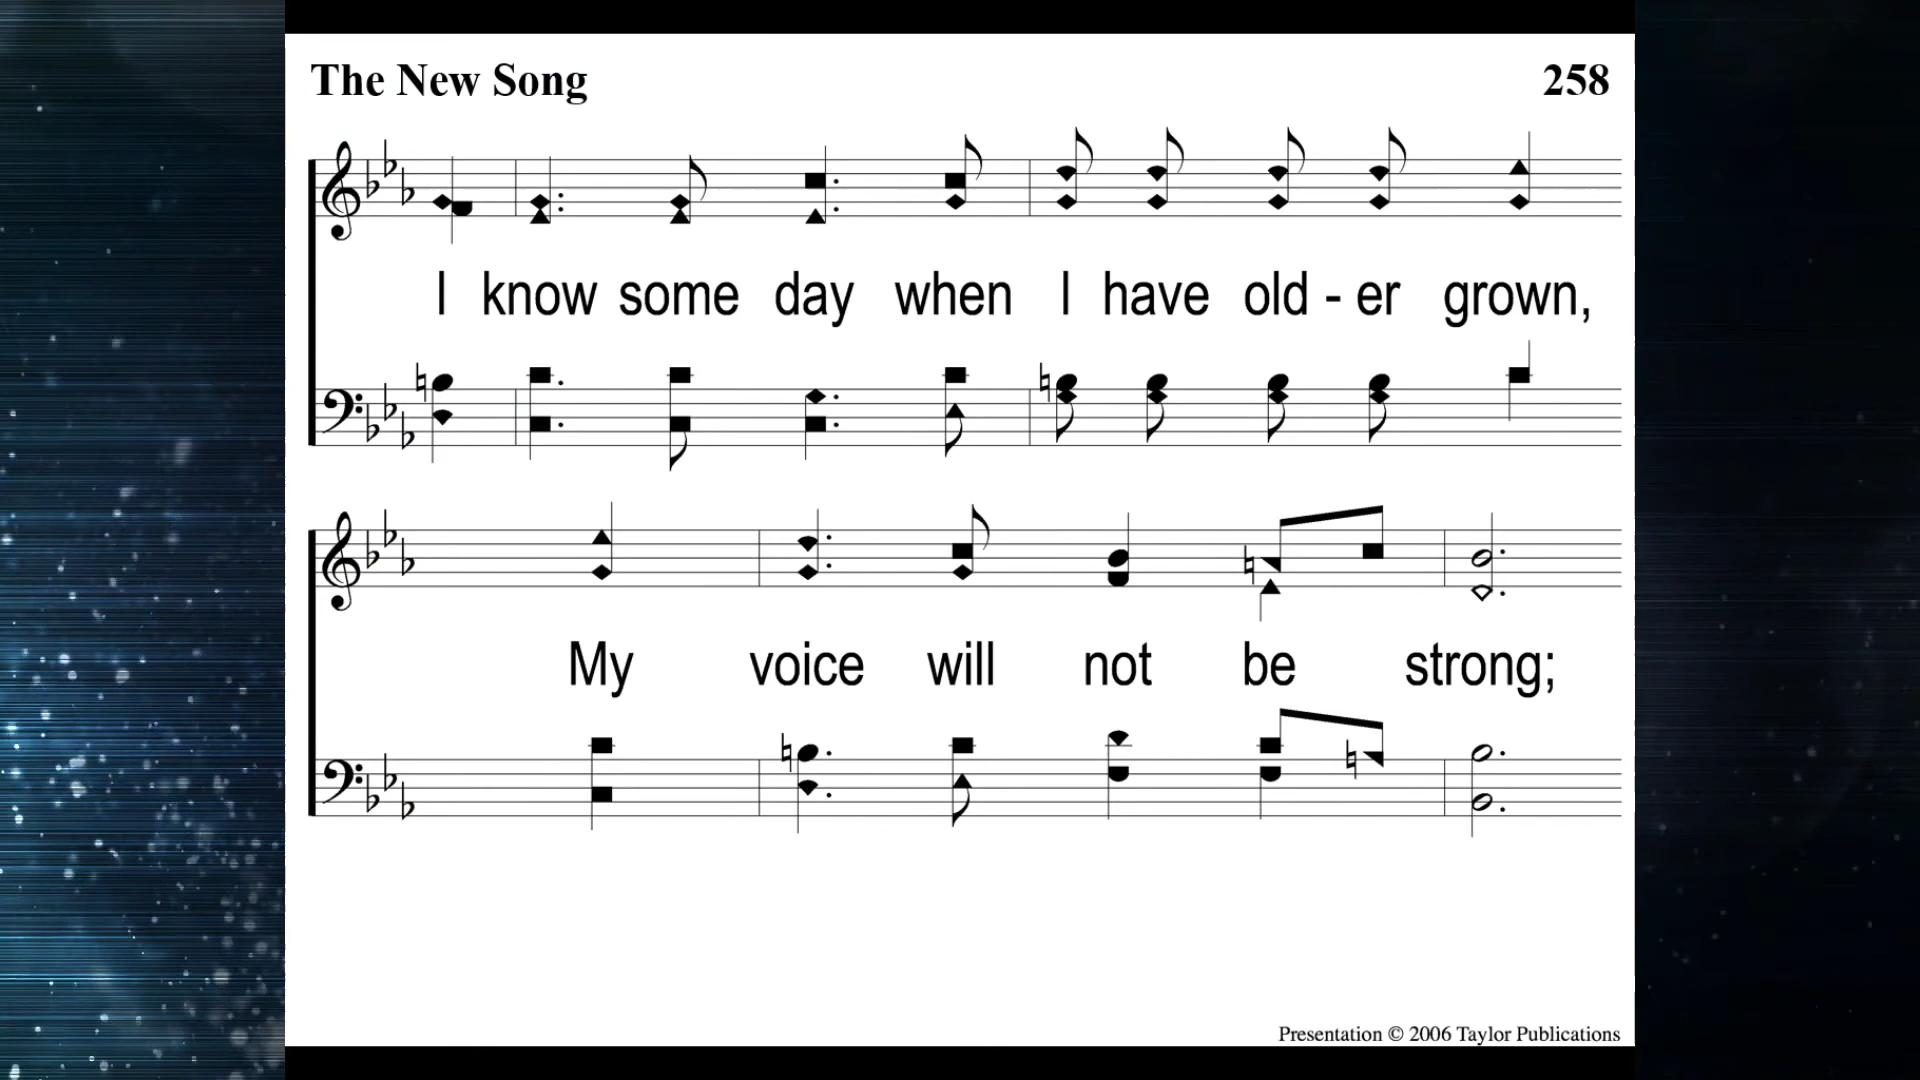 The New Song 258
I know some day when I have old - er grown,
My voice will not be strong;
Presentation © 2006 Taylor Publications